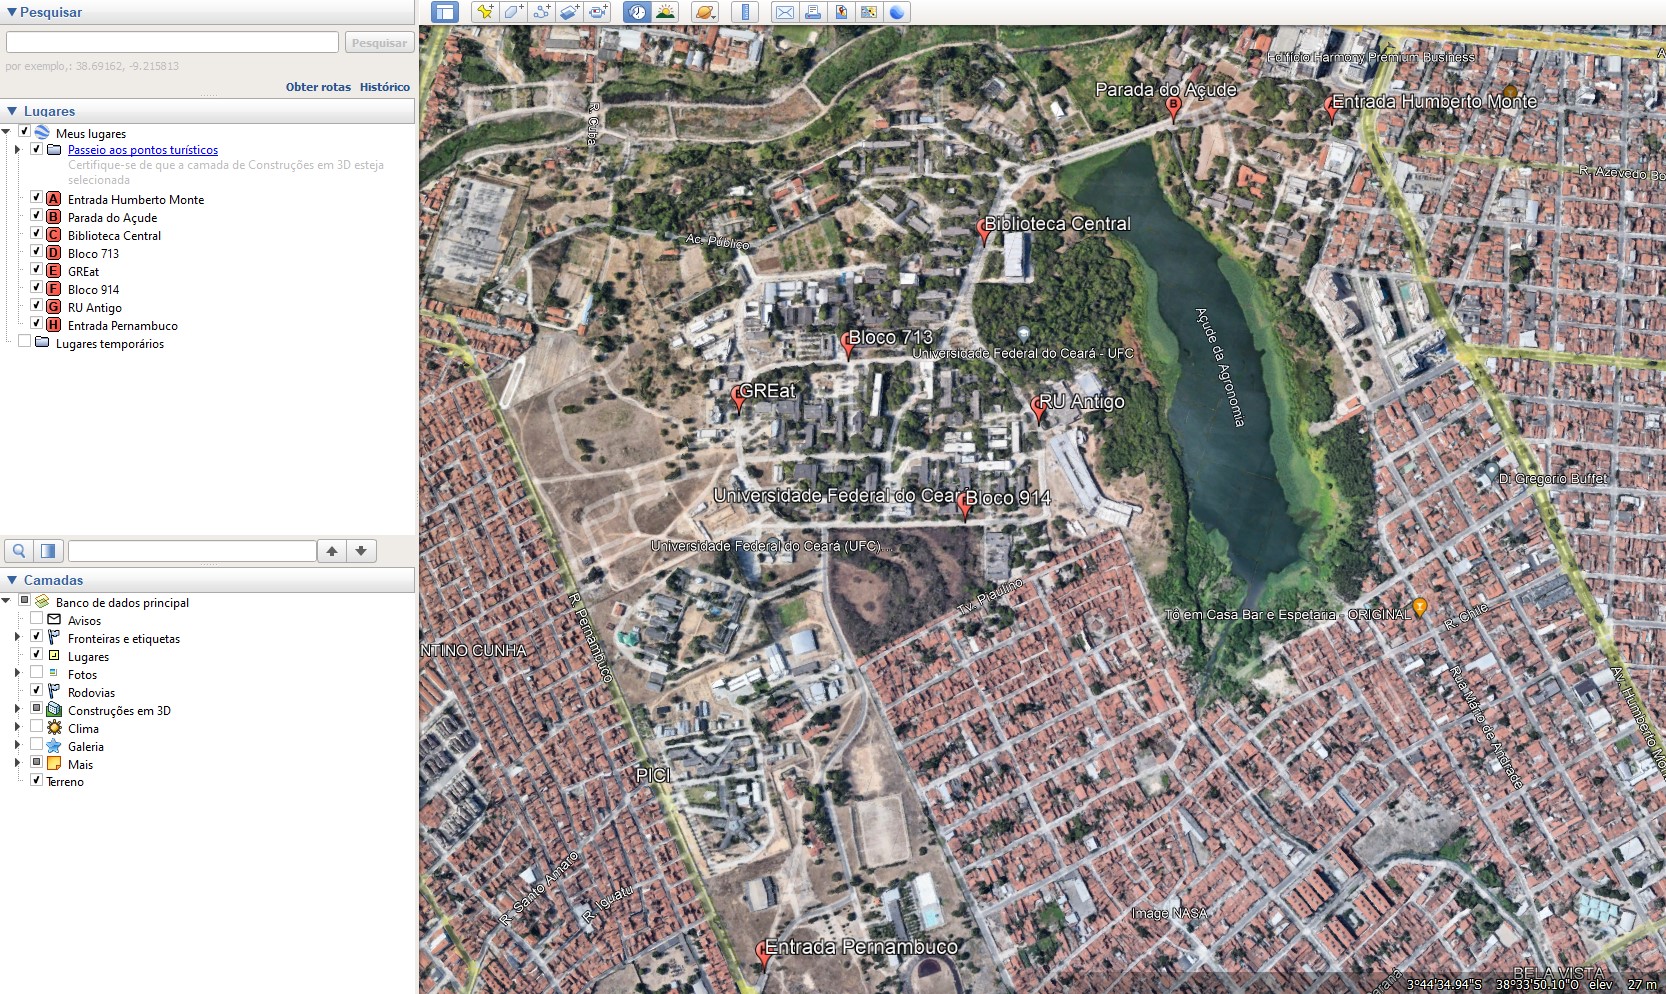 Pesquisar
Pesquisar
por exemplo,: 38.69162, -9.215813
Obter rotas Histórico
Lugares
Meus lugares
Passeio aos pontos turísticos
Certifique-se de que a camada de Construções em 3D esteja
selecionada
A Entrada Humberto Monte
B Parada do Açude
C Biblioteca Central
D Bloco 713
E GREat
F Bloco 914
G RU Antigo
H Entrada Pernambuco
Lugares temporários
Camadas
Banco de dados principal
Avisos
Fronteiras e etiquetas
Lugares
Fotos
Rodovias
Construções em 3D
Clima
Galeria
Mais
Terreno
Edifício Harmony Premium Business
Parada do Açude
B
Entrada Humberto Monte
R. Cuba
R. Azevedo Bo
Biblioteca Central
Ac. Público
Bloco 713
Universidade Federal do Ceará - UFC
Açude da Agronomia
GREat
RU Antigo
Di Gregorio Buffet
Universidade Federal do Ceará
Bloco 914
Universidade Federal do Ceará (UFC)...
Tv. Piaulino
R. Pernambuco
Tô em Casa Bar e Espetaria - ORIGINAL
R. Chile
NTINO CUNHA
Rua Mário de Andrade
Av. Humberto Mon
PICI
R. Santo Amaro
R. Iguatu
Image NASA
Entrada Pernambuco
BELA VISTA
3°44'34.94"S 38°33'50.10"O elev 27 m